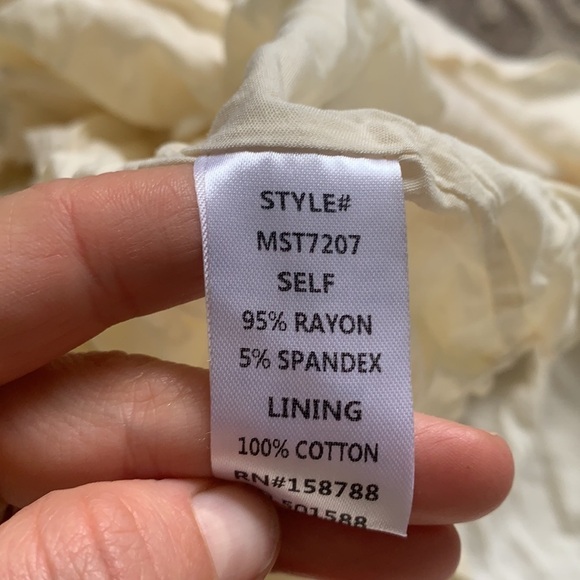 STYLE#
MST7207
SELF
95% RAYON
5% SPANDEX
LINING
100% COTTON
RN#158788